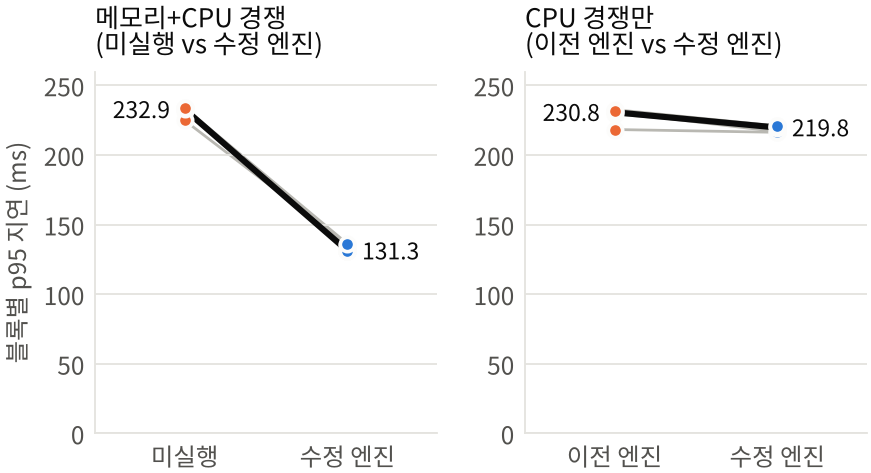 메모리+CPU 경쟁
(미실행 vs 수정 엔진)
CPU 경쟁만
(이전 엔진 vs 수정 엔진)
블록별 p95 지연 (ms)
250
200
150
100
50
0
232.9
131.3
미실행
수정 엔진
250
200
150
100
50
0
230.8
219.8
이전 엔진
수정 엔진